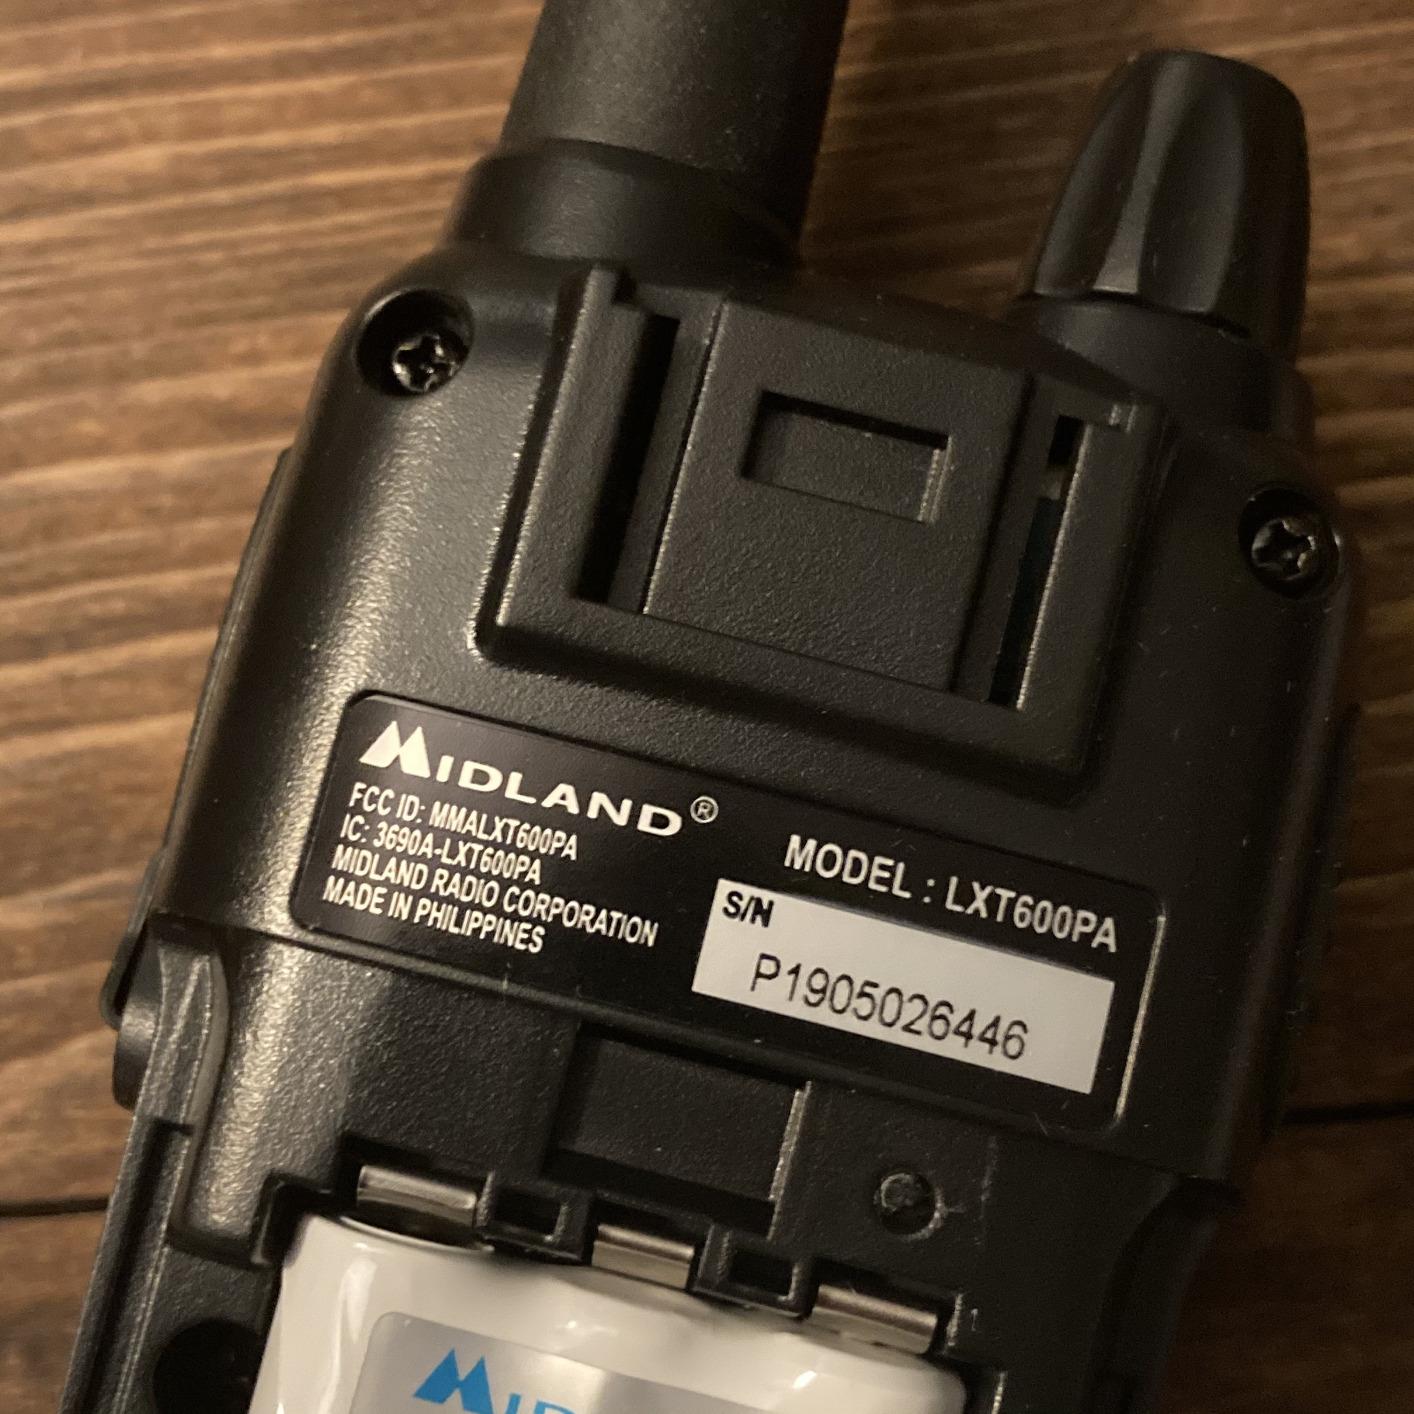 MIDLAND®
FCC ID: MMALXT600PA
IC: 3690A-LXT600PA
MIDLAND RADIO CORPORATION
MADE IN PHILIPPINES
MODEL : LXT600PA
S/N
P1905026446